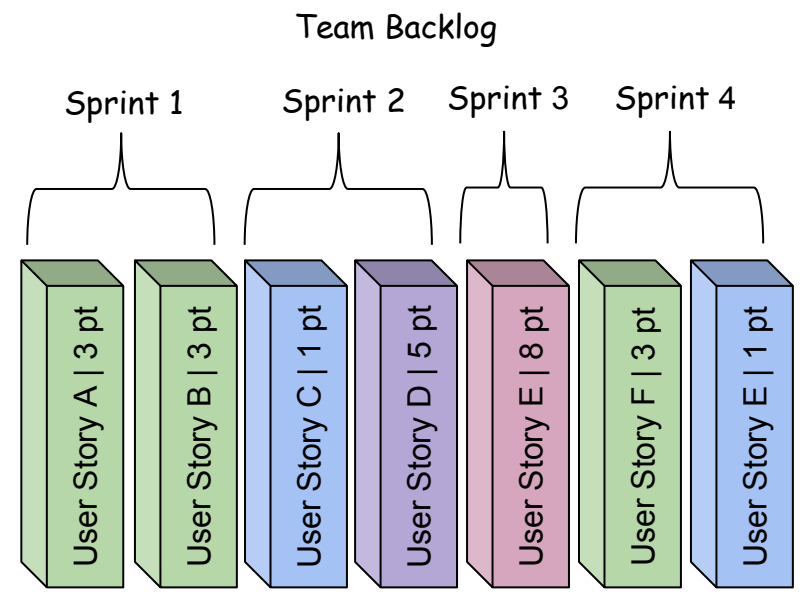 Team Backlog
Sprint 1
Sprint 2
Sprint 3
Sprint 4
User Story A | 3 pt
User Story B | 3 pt
User Story C | 1 pt
User Story D | 5 pt
User Story E | 8 pt
User Story F | 3 pt
User Story E | 1 pt